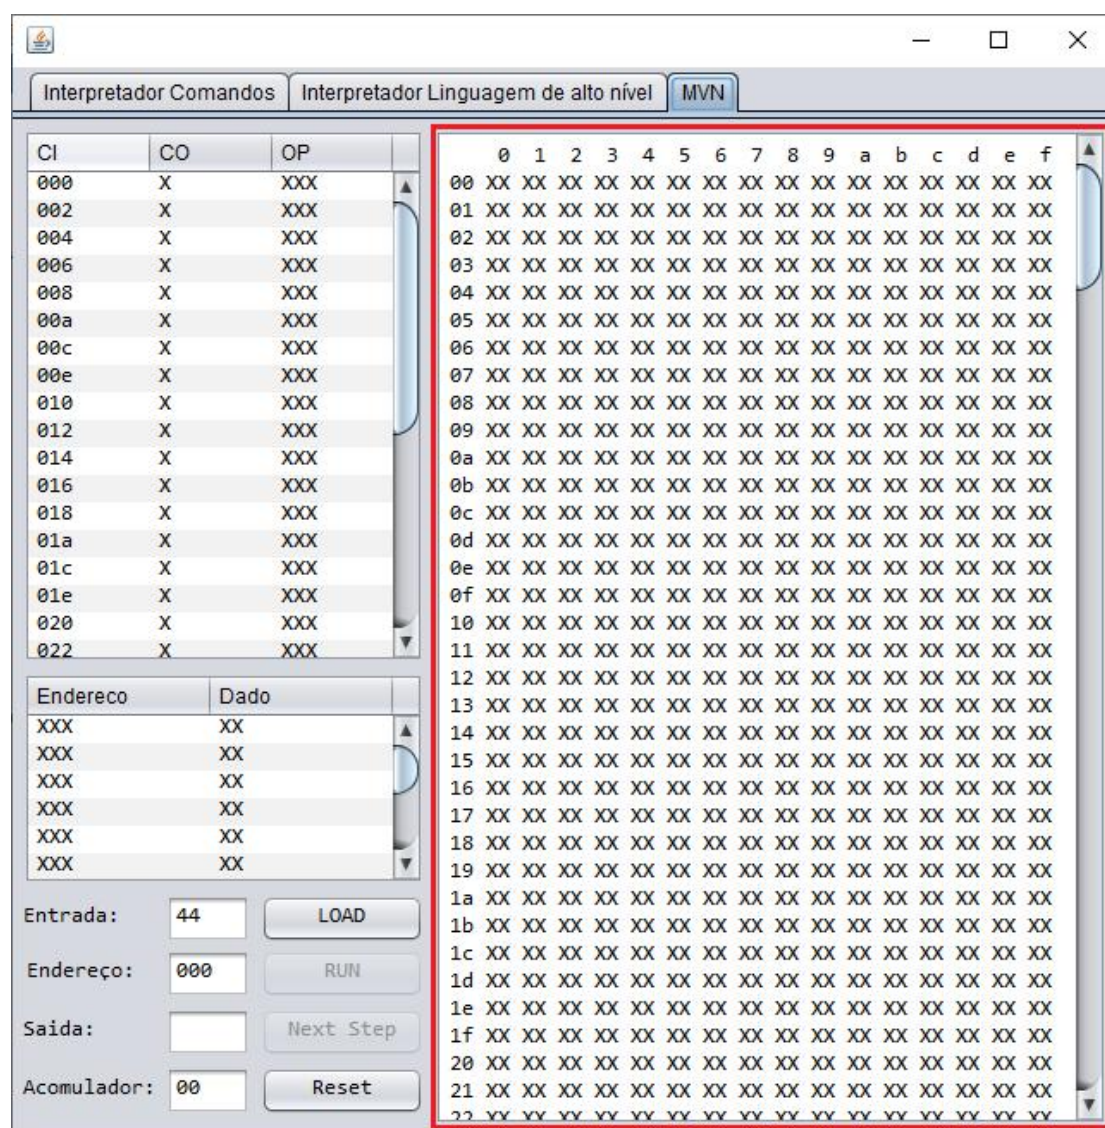 Interpretador Comandos Interpretador Linguagem de alto nível MVN
CI CO OP
000 X XXX
002 X XXX
004 X XXX
006 X XXX
008 X XXX
00a X XXX
00c X XXX
00e X XXX
010 X XXX
012 X XXX
014 X XXX
016 X XXX
018 X XXX
01a X XXX
01c X XXX
01e X XXX
020 X XXX
022 X XXX
Endereco Dado
XXX XX
XXX XX
XXX XX
XXX XX
XXX XX
XXX XX
Entrada: 44 LOAD
Endereço: 000 RUN
Saida: Next Step
Acomulador: 00 Reset
0 1 2 3 4 5 6 7 8 9 a b c d e f
00 XX XX XX XX XX XX XX XX XX XX XX XX XX XX XX XX
01 XX XX XX XX XX XX XX XX XX XX XX XX XX XX XX XX
02 XX XX XX XX XX XX XX XX XX XX XX XX XX XX XX XX
03 XX XX XX XX XX XX XX XX XX XX XX XX XX XX XX XX
04 XX XX XX XX XX XX XX XX XX XX XX XX XX XX XX XX
05 XX XX XX XX XX XX XX XX XX XX XX XX XX XX XX XX
06 XX XX XX XX XX XX XX XX XX XX XX XX XX XX XX XX
07 XX XX XX XX XX XX XX XX XX XX XX XX XX XX XX XX
08 XX XX XX XX XX XX XX XX XX XX XX XX XX XX XX XX
09 XX XX XX XX XX XX XX XX XX XX XX XX XX XX XX XX
0a XX XX XX XX XX XX XX XX XX XX XX XX XX XX XX XX
0b XX XX XX XX XX XX XX XX XX XX XX XX XX XX XX XX
0c XX XX XX XX XX XX XX XX XX XX XX XX XX XX XX XX
0d XX XX XX XX XX XX XX XX XX XX XX XX XX XX XX XX
0e XX XX XX XX XX XX XX XX XX XX XX XX XX XX XX XX
0f XX XX XX XX XX XX XX XX XX XX XX XX XX XX XX XX
10 XX XX XX XX XX XX XX XX XX XX XX XX XX XX XX XX
11 XX XX XX XX XX XX XX XX XX XX XX XX XX XX XX XX
12 XX XX XX XX XX XX XX XX XX XX XX XX XX XX XX XX
13 XX XX XX XX XX XX XX XX XX XX XX XX XX XX XX XX
14 XX XX XX XX XX XX XX XX XX XX XX XX XX XX XX XX
15 XX XX XX XX XX XX XX XX XX XX XX XX XX XX XX XX
16 XX XX XX XX XX XX XX XX XX XX XX XX XX XX XX XX
17 XX XX XX XX XX XX XX XX XX XX XX XX XX XX XX XX
18 XX XX XX XX XX XX XX XX XX XX XX XX XX XX XX XX
19 XX XX XX XX XX XX XX XX XX XX XX XX XX XX XX XX
1a XX XX XX XX XX XX XX XX XX XX XX XX XX XX XX XX
1b XX XX XX XX XX XX XX XX XX XX XX XX XX XX XX XX
1c XX XX XX XX XX XX XX XX XX XX XX XX XX XX XX XX
1d XX XX XX XX XX XX XX XX XX XX XX XX XX XX XX XX
1e XX XX XX XX XX XX XX XX XX XX XX XX XX XX XX XX
1f XX XX XX XX XX XX XX XX XX XX XX XX XX XX XX XX
20 XX XX XX XX XX XX XX XX XX XX XX XX XX XX XX XX
21 XX XX XX XX XX XX XX XX XX XX XX XX XX XX XX XX
22 XX XX XX XX XX XX XX XX XX XX XX XX XX XX XX XX